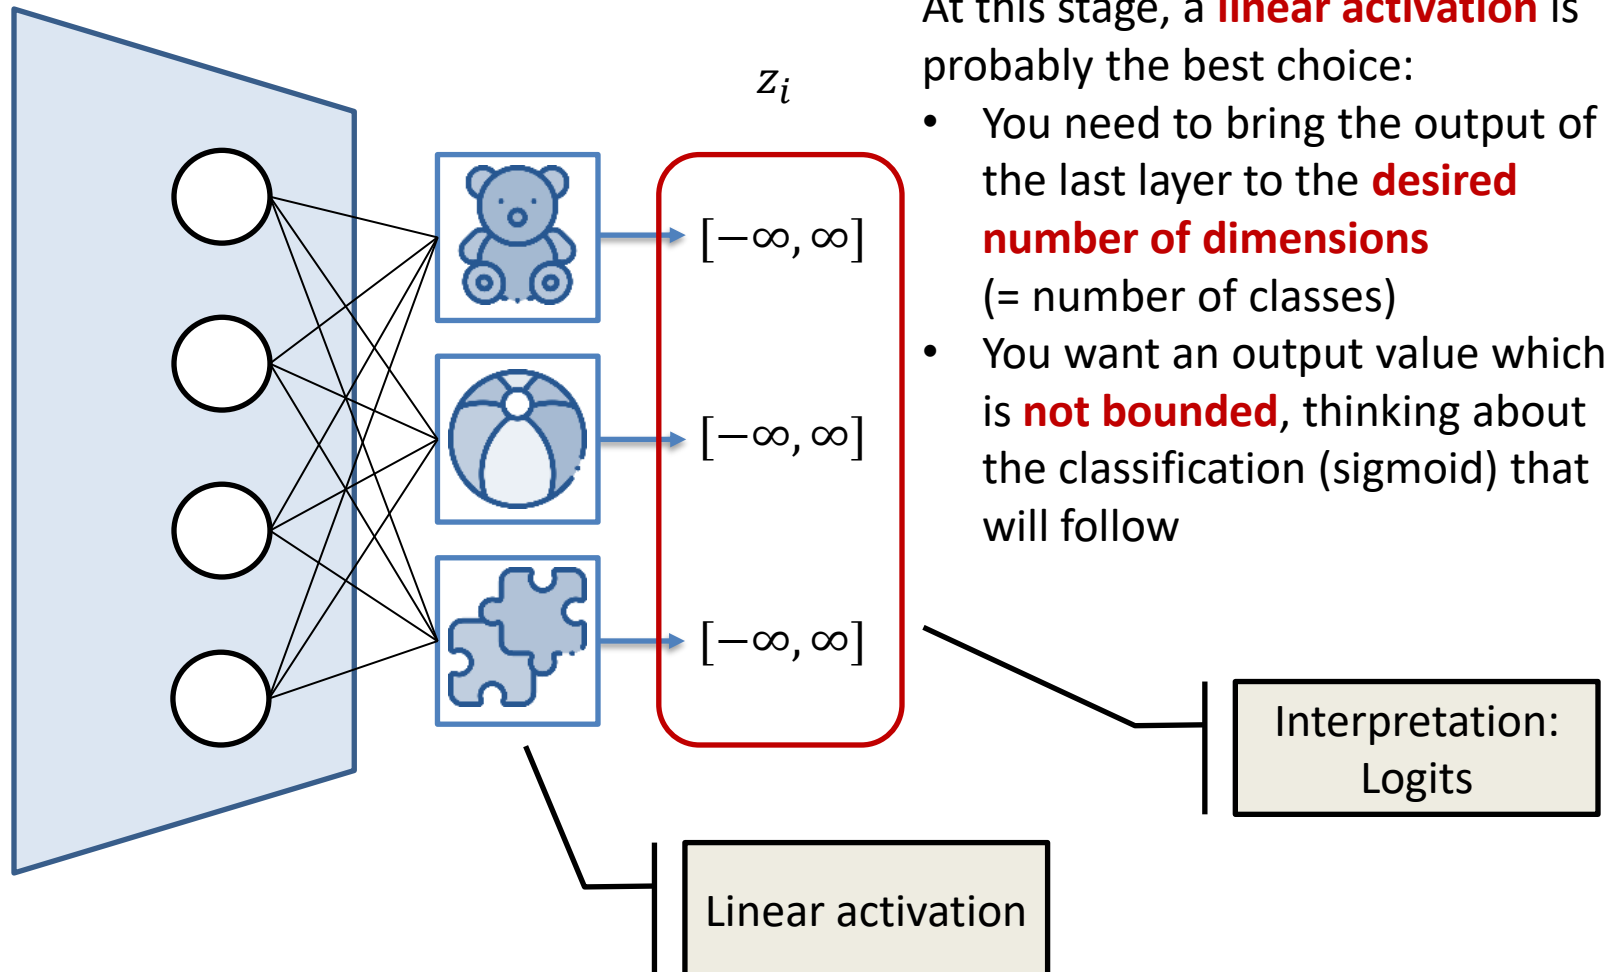 At this stage, a linear activation is
probably the best choice:
• You need to bring the output of
the last layer to the desired
number of dimensions
(= number of classes)
• You want an output value which
is not bounded, thinking about
the classification (sigmoid) that
will follow
z_i
[−∞, ∞]
[−∞, ∞]
[−∞, ∞]
Interpretation:
Logits
Linear activation